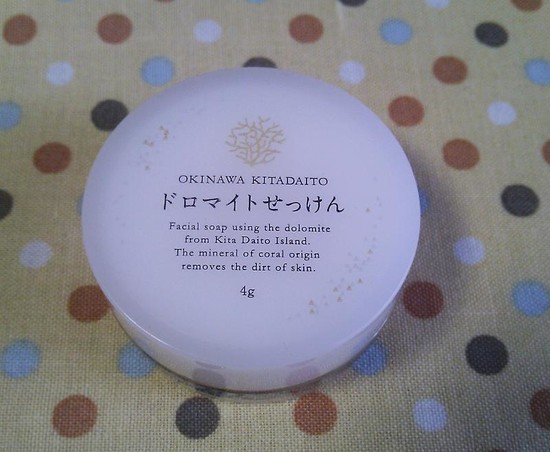 OKINAWA KITADAITO
ドロマイトせっけん
Facial soap using the dolomite
from Kita Daito Island.
The mineral of coral origin
removes the dirt of skin.
4g